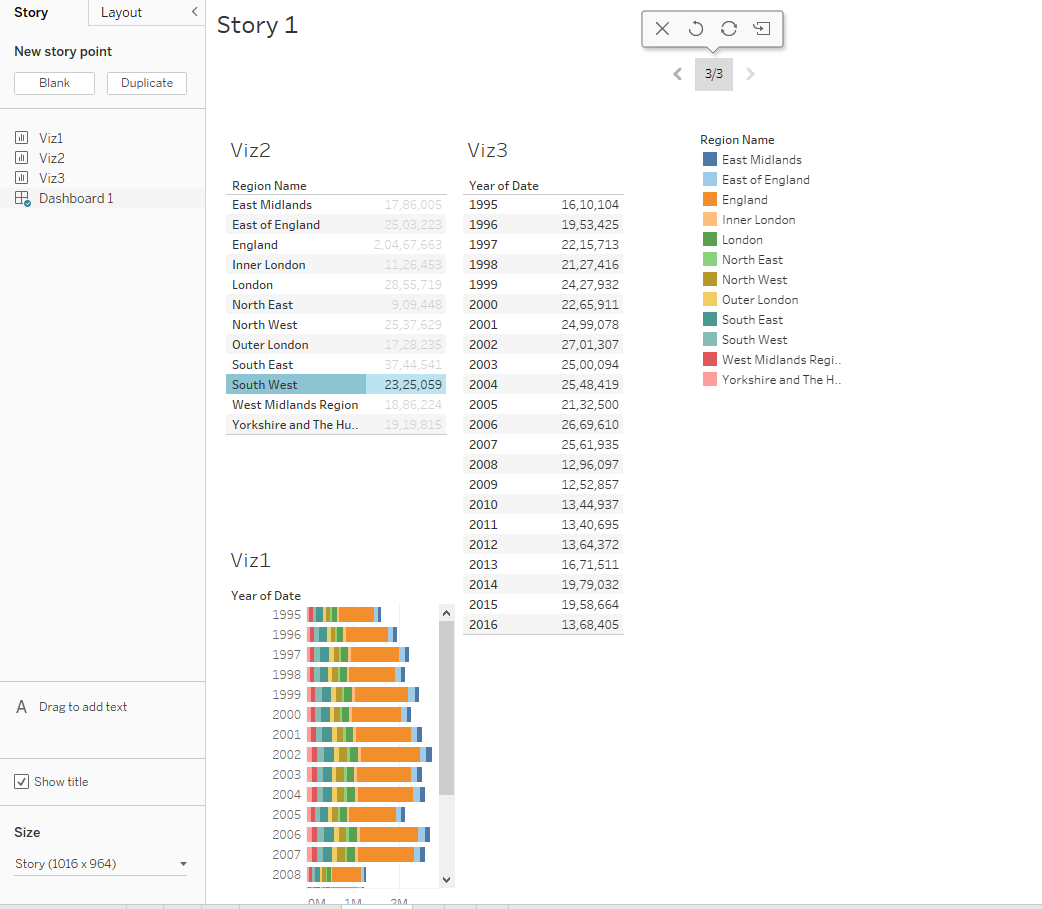 Story
Layout
New story point
Blank
Duplicate
Viz1
Viz2
Viz3
Dashboard 1
A Drag to add text
Show title
Size
Story (1016 x 964)
Story 1
3/3
Viz2
Region Name
East Midlands 17,86,005
East of England 25,03,223
England 2,04,67,663
Inner London 11,26,453
London 28,55,719
North East 9,09,448
North West 25,37,629
Outer London 17,28,235
South East 37,44,541
South West 23,25,059
West Midlands Region 18,86,224
Yorkshire and The Hu.. 19,19,815
Viz3
Year of Date
1995 16,10,104
1996 19,53,425
1997 22,15,713
1998 21,27,416
1999 24,27,932
2000 22,65,911
2001 24,99,078
2002 27,01,307
2003 25,00,094
2004 25,48,419
2005 21,32,500
2006 26,69,610
2007 25,61,935
2008 12,96,097
2009 12,52,857
2010 13,44,937
2011 13,40,695
2012 13,64,372
2013 16,71,511
2014 19,79,032
2015 19,58,664
2016 13,68,405
Region Name
East Midlands
East of England
England
Inner London
London
North East
North West
Outer London
South East
South West
West Midlands Regi..
Yorkshire and The H..
Viz1
Year of Date
1995
1996
1997
1998
1999
2000
2001
2002
2003
2004
2005
2006
2007
2008
0M 1M 2M